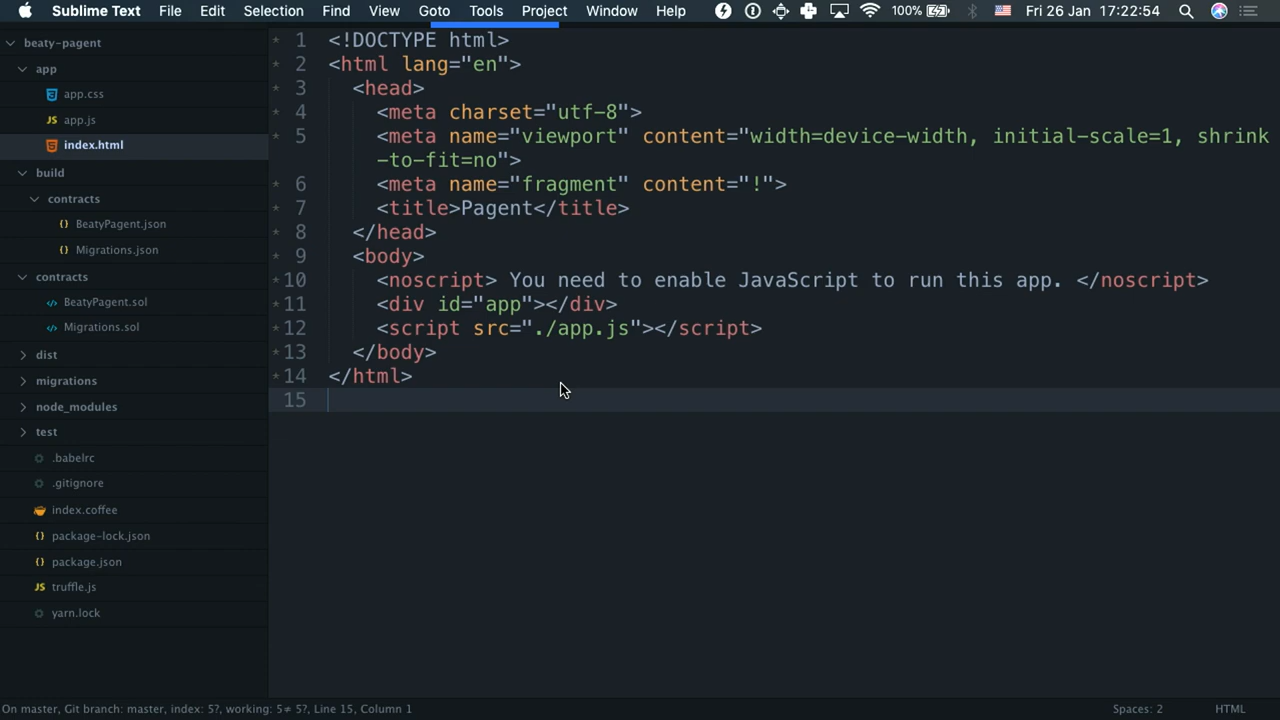 Sublime Text File Edit Selection Find View Goto Tools Project Window Help 100% Fri 26 Jan 17:22:54
beaty-pagent
app
app.css
JS app.js
index.html
build
contracts
{} BeatyPagent.json
{} Migrations.json
contracts
BeatyPagent.sol
Migrations.sol
dist
migrations
node_modules
test
.babelrc
.gitignore
index.coffee
{} package-lock.json
{} package.json
JS truffle.js
yarn.lock
* 1 <!DOCTYPE html>
* 2 <html lang="en">
* 3 <head>
* 4 <meta charset="utf-8">
* 5 <meta name="viewport" content="width=device-width, initial-scale=1, shrink
-to-fit=no">
* 6 <meta name="fragment" content="!">
* 7 <title>Pagent</title>
* 8 </head>
* 9 <body>
*10 <noscript> You need to enable JavaScript to run this app. </noscript>
*11 <div id="app"></div>
*12 <script src="./app.js"></script>
*13 </body>
*14 </html>
15
On master, Git branch: master, index: 5?, working: 5≠ 5?, Line 15, Column 1 Spaces: 2 HTML